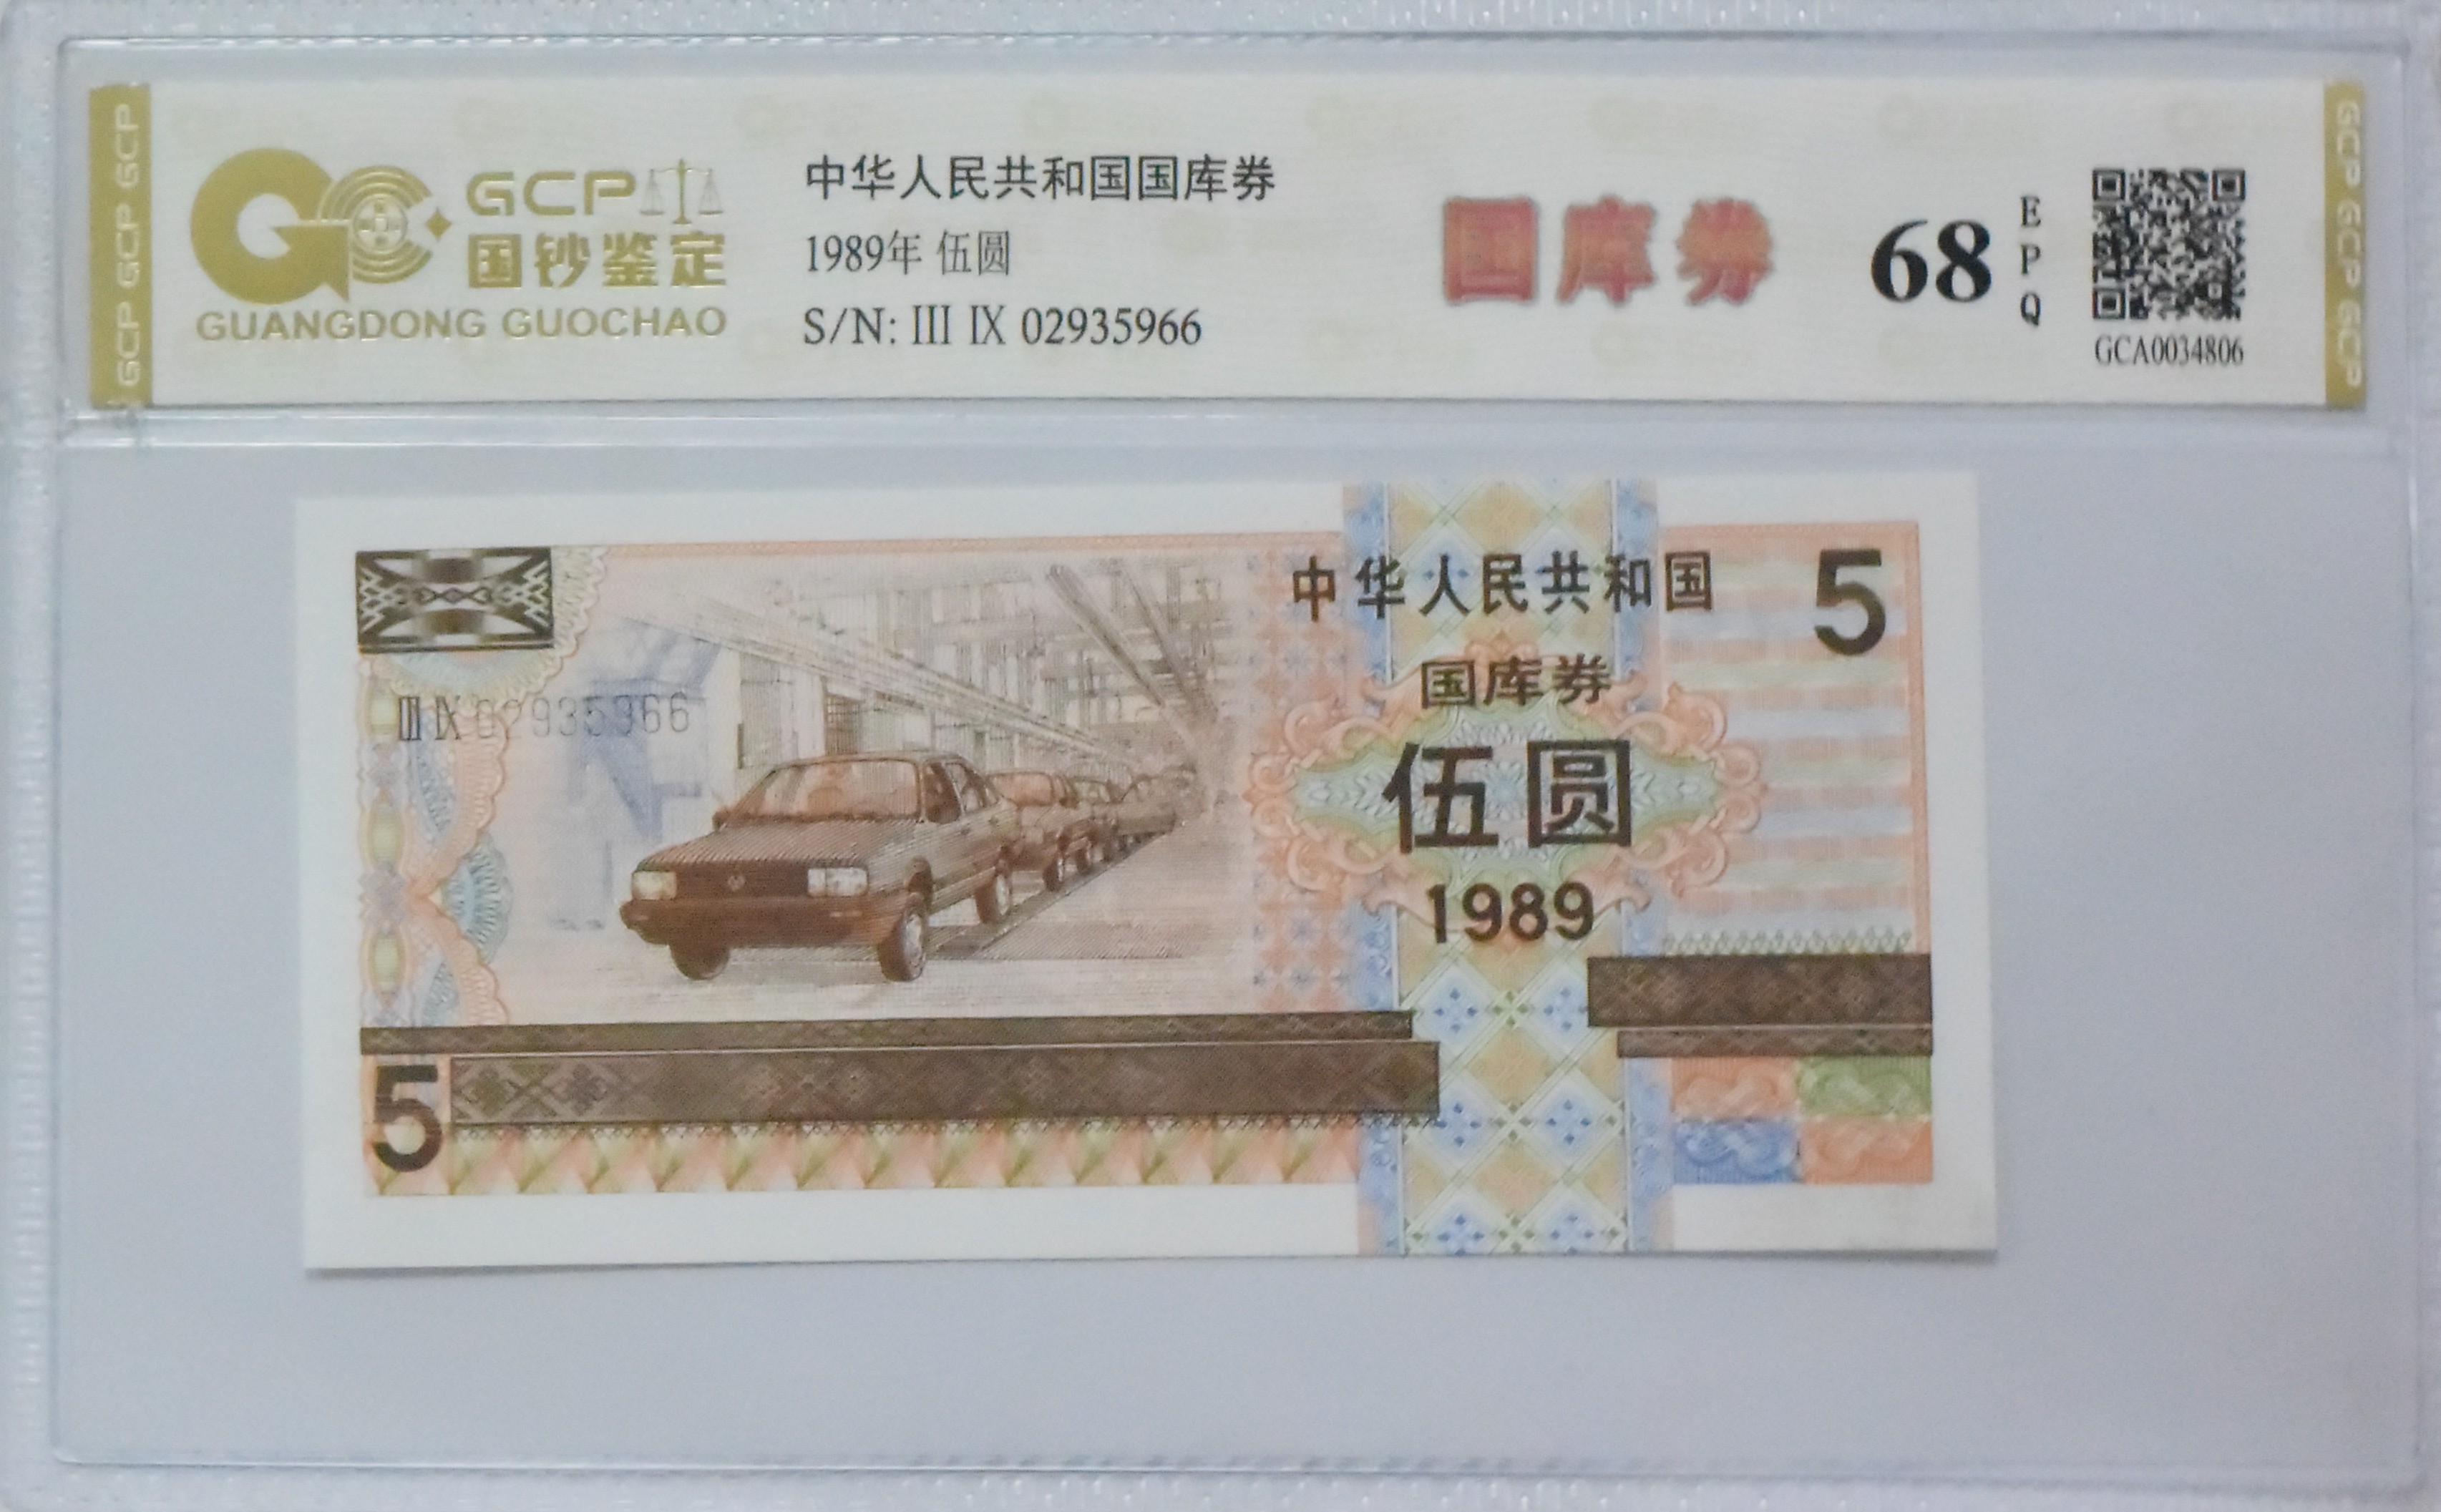 GCP GCP GCP
GCP
国钞鉴定
GUANGDONG GUOCHAO
中华人民共和国国库券
1989年 伍圆
S/N: III IX 02935966
国库券
68
EPQ
GCA0034806
GCP GCP GCP
中华人民共和国
5
国库券
III IX 02935966
伍圆
1989
5